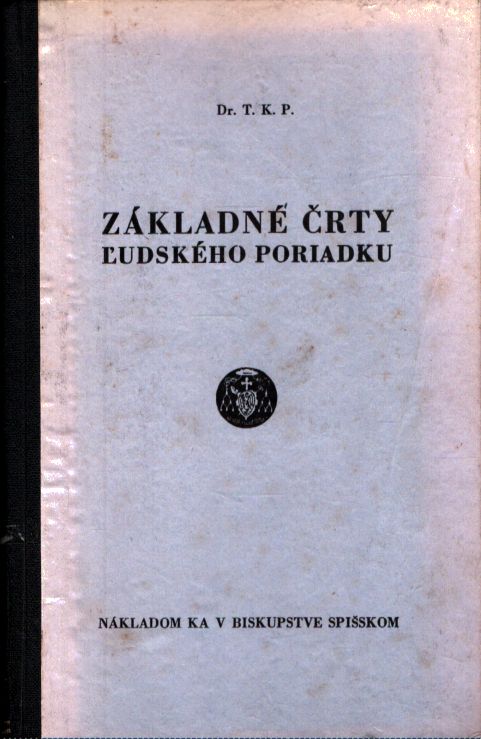 Dr. T. K. P.
ZÁKLADNÉ ČRTY
ĽUDSKÉHO PORIADKU
NÁKLADOM KA V BISKUPSTVE SPIŠSKOM